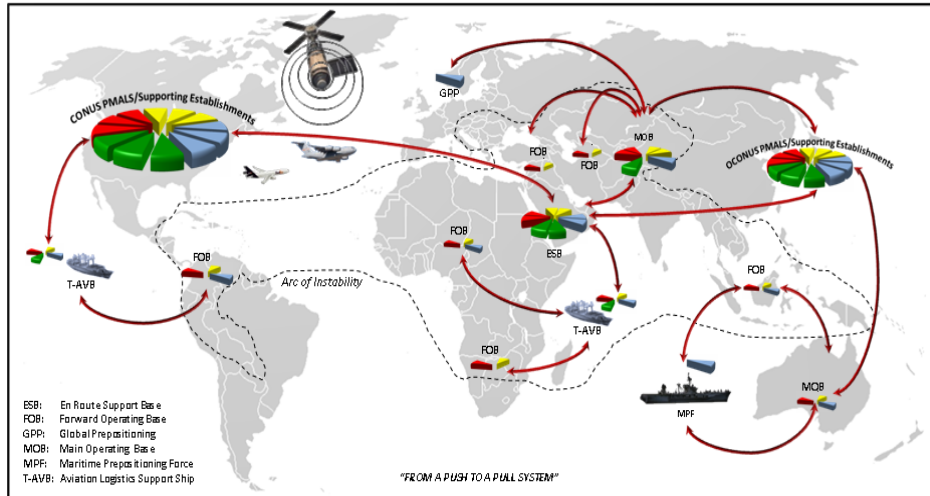 CONUS PMALS/Supporting Establishments
GPP
MOB
OCONUS PMALS/Supporting Establishments
FOB
FOB
FOB
ESB
FOB
T-AVB
Arc of Instability
FOB
T-AVB
FOB
FOB
MOB
MPF
ESB: En Route Support Base
FOB: Forward Operating Base
GPP: Global Prepositioning
MOB: Main Operating Base
MPF: Maritime Prepositioning Force
T-AVB: Aviation Logistics Support Ship
"FROM A PUSH TO A PULL SYSTEM"